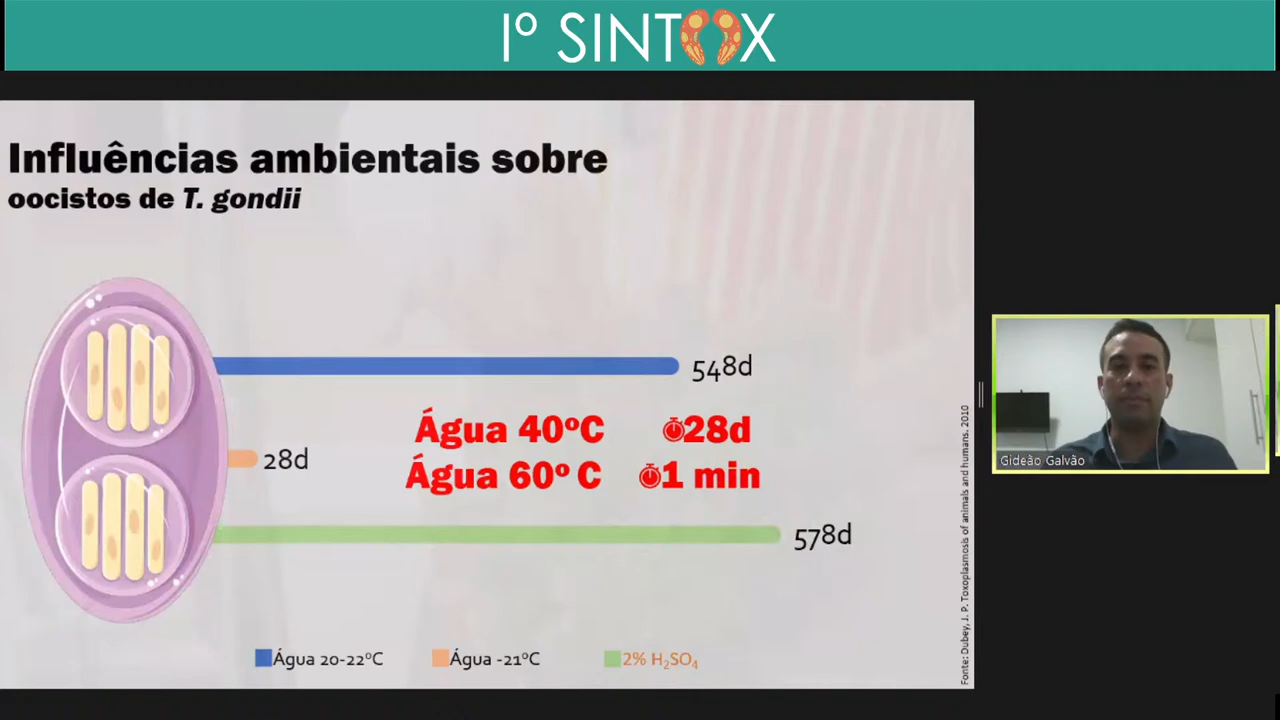 Iº SINTOX
Influências ambientais sobre
oocistos de T. gondii
548d
Água 40ºC 28d
28d
Água 60º C 1 min
578d
Água 20-22ºC Água -21ºC 2% H₂SO₄
Fonte: Dubey, J. P. Toxoplasmosis of animals and humans. 2010
Gideão Galvão